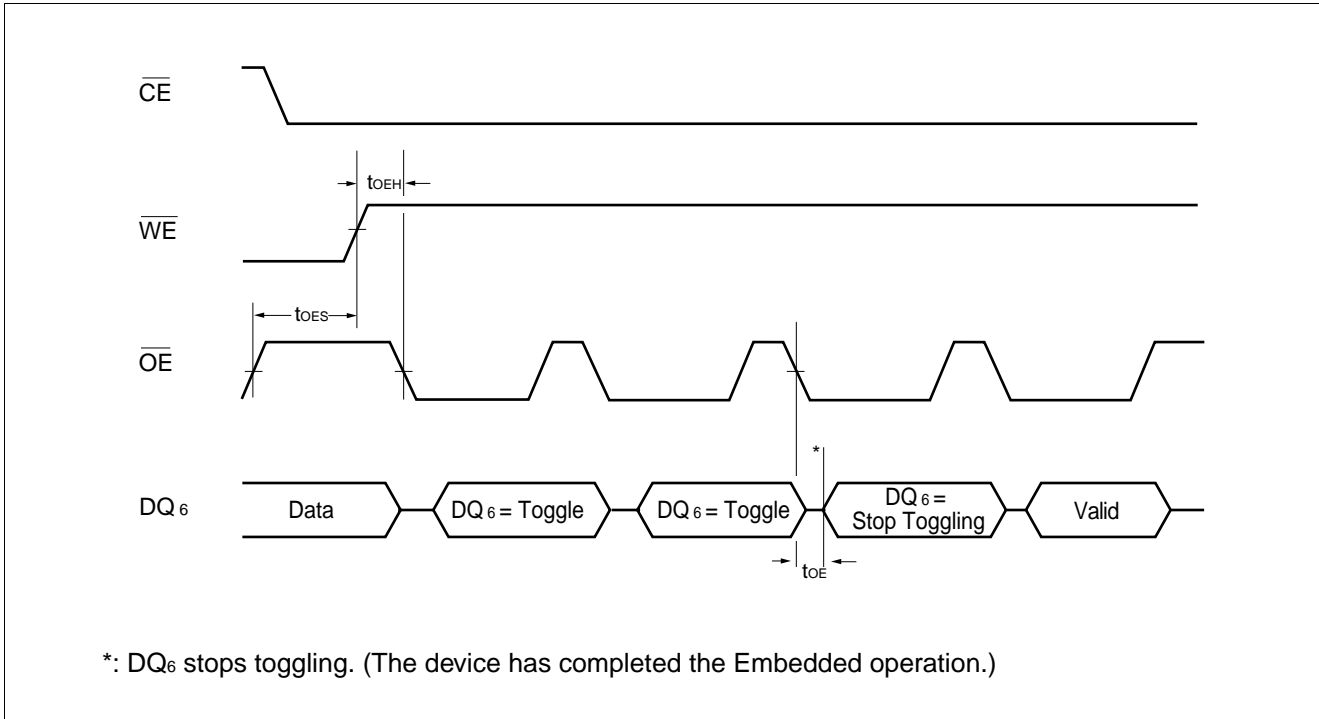 CE
tOEH
WE
tOES
OE
*
DQ6
Data
DQ6 = Toggle
DQ6 = Toggle
DQ6 =
Stop Toggling
Valid
tOE
*: DQ6 stops toggling. (The device has completed the Embedded operation.)